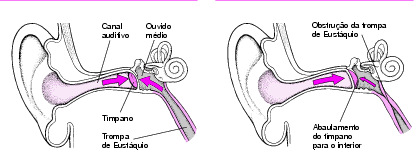 Canal
auditivo
Ouvido
médio
Tímpano
Trompa
de Eustáquio
Obstrução da trompa
de Eustáquio
Abaulamento
do tímpano
para o interior